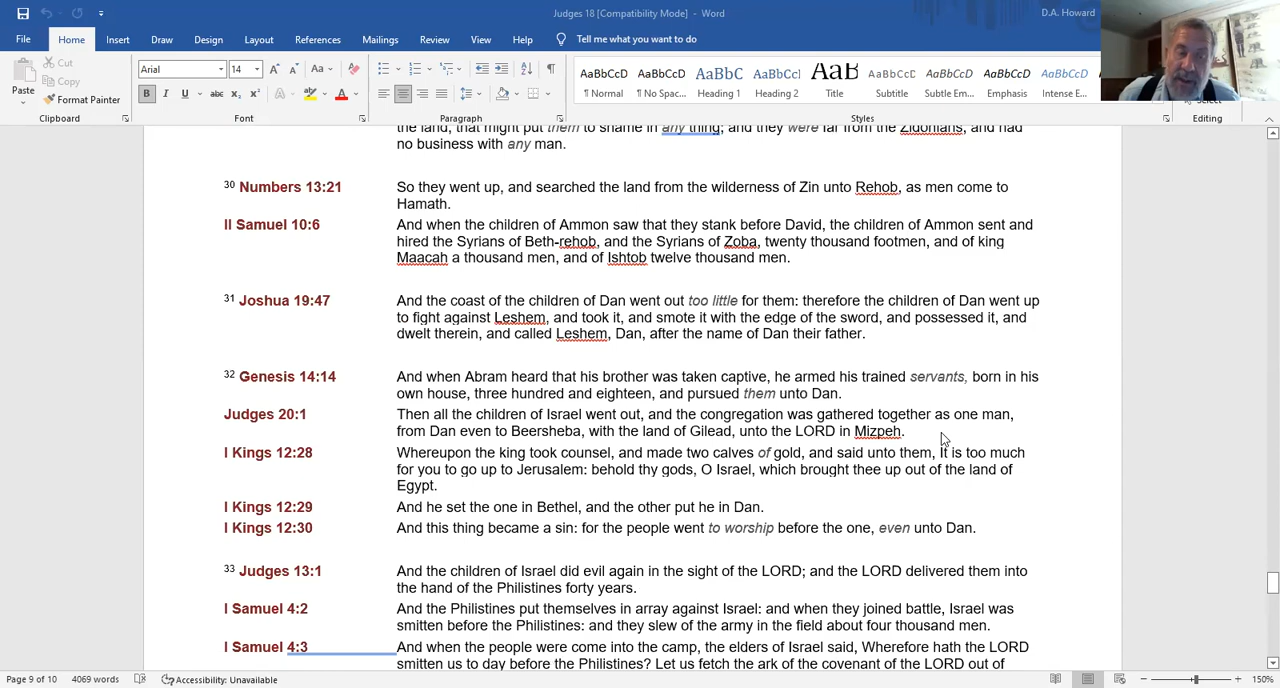 Judges 18 [Compatibility Mode] - Word
D.A. Howard
File Home Insert Draw Design Layout References Mailings Review View Help Tell me what you want to do
Paste
Cut
Copy
Format Painter
Arial 14
AaBbCcD AaBbCcD AaBbC AaBbCcl AaB AaBbCcD AaBbCcD AaBbCcD AaBbCcD
¶ Normal ¶ No Spac... Heading 1 Heading 2 Title Subtitle Subtle Em... Emphasis Intense E...
Clipboard Font Paragraph Styles Editing
the land, that might put them to shame in any thing; and they were far from the Zidonians, and had
no business with any man.
30 Numbers 13:21 So they went up, and searched the land from the wilderness of Zin unto Rehob, as men come to
Hamath.
II Samuel 10:6 And when the children of Ammon saw that they stank before David, the children of Ammon sent and
hired the Syrians of Beth-rehob, and the Syrians of Zoba, twenty thousand footmen, and of king
Maacah a thousand men, and of Ishtob twelve thousand men.
31 Joshua 19:47 And the coast of the children of Dan went out too little for them: therefore the children of Dan went up
to fight against Leshem, and took it, and smote it with the edge of the sword, and possessed it, and
dwelt therein, and called Leshem, Dan, after the name of Dan their father.
32 Genesis 14:14 And when Abram heard that his brother was taken captive, he armed his trained servants, born in his
own house, three hundred and eighteen, and pursued them unto Dan.
Judges 20:1 Then all the children of Israel went out, and the congregation was gathered together as one man,
from Dan even to Beersheba, with the land of Gilead, unto the LORD in Mizpeh.
I Kings 12:28 Whereupon the king took counsel, and made two calves of gold, and said unto them, It is too much
for you to go up to Jerusalem: behold thy gods, O Israel, which brought thee up out of the land of
Egypt.
I Kings 12:29 And he set the one in Bethel, and the other put he in Dan.
I Kings 12:30 And this thing became a sin: for the people went to worship before the one, even unto Dan.
33 Judges 13:1 And the children of Israel did evil again in the sight of the LORD; and the LORD delivered them into
the hand of the Philistines forty years.
I Samuel 4:2 And the Philistines put themselves in array against Israel: and when they joined battle, Israel was
smitten before the Philistines: and they slew of the army in the field about four thousand men.
I Samuel 4:3 And when the people were come into the camp, the elders of Israel said, Wherefore hath the LORD
smitten us to day before the Philistines? Let us fetch the ark of the covenant of the LORD out of
Page 9 of 10 4069 words Accessibility: Unavailable 150%